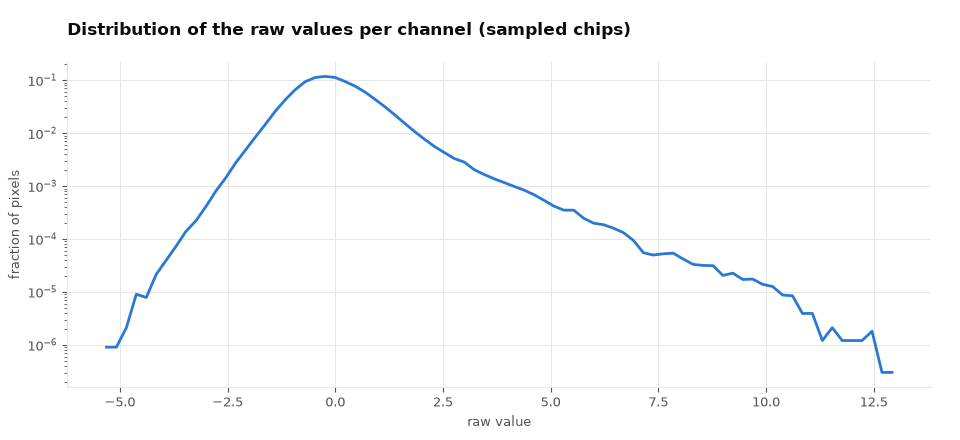 Distribution of the raw values per channel (sampled chips)
fraction of pixels
10⁻¹
10⁻²
10⁻³
10⁻⁴
10⁻⁵
10⁻⁶
−5.0 −2.5 0.0 2.5 5.0 7.5 10.0 12.5
raw value